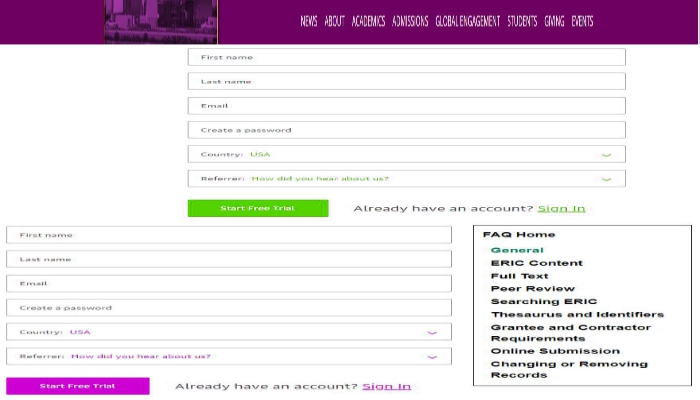 NEWS ABOUT ACADEMICS ADMISSIONS GLOBAL ENGAGEMENT STUDENTS GIVING EVENTS
First name
Last name
Email
Create a password
Country: USA
Referrer: How did you hear about us?
Start Free Trial Already have an account? Sign In
First name
Last name
Email
Create a password
Country: USA
Referrer: How did you hear about us?
Start Free Trial Already have an account? Sign In
FAQ Home
General
ERIC Content
Full Text
Peer Review
Searching ERIC
Thesaurus and Identifiers
Grantee and Contractor
Requirements
Online Submission
Changing or Removing
Records